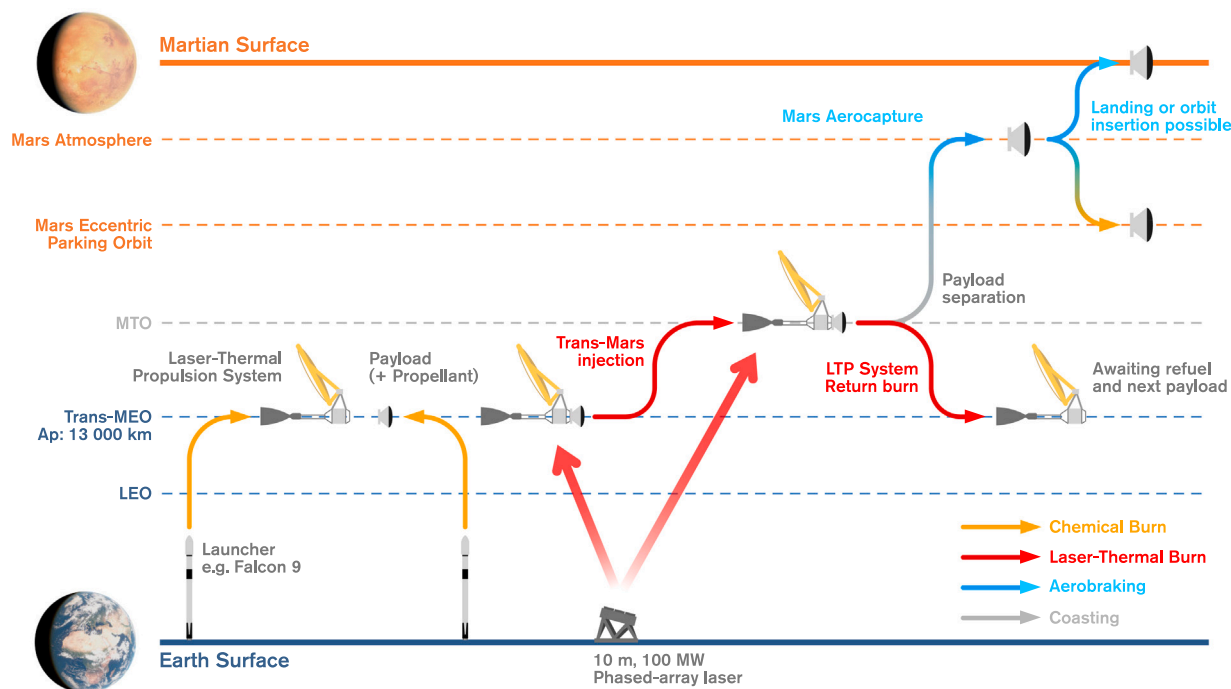 Martian Surface
Mars Aerocapture
Landing or orbit
insertion possible
Mars Atmosphere
Mars Eccentric
Parking Orbit
Payload
separation
MTO
Trans-Mars
injection
Laser-Thermal
Propulsion System
Payload
(+ Propellant)
LTP System
Return burn
Awaiting refuel
and next payload
Trans-MEO
Ap: 13 000 km
LEO
Launcher
e.g. Falcon 9
Chemical Burn
Laser-Thermal Burn
Aerobraking
Coasting
Earth Surface
10 m, 100 MW
Phased-array laser